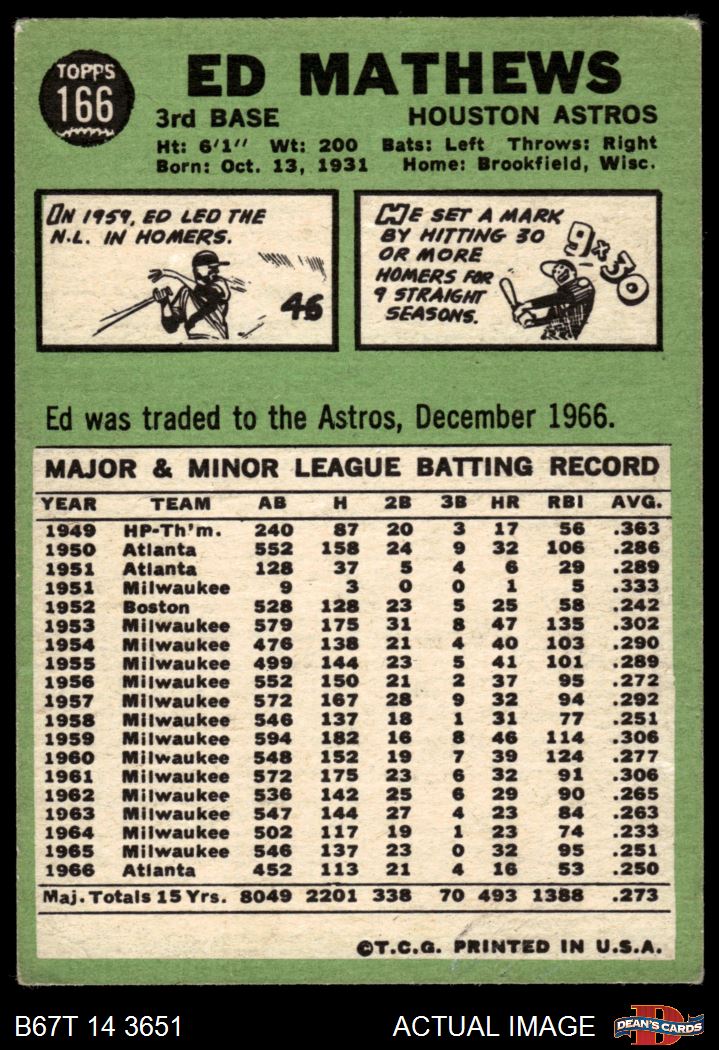 TOPPS
166
ED MATHEWS
3rd BASE HOUSTON ASTROS
Ht: 6'1" Wt: 200 Bats: Left Throws: Right
Born: Oct. 13, 1931 Home: Brookfield, Wisc.
IN 1959, ED LED THE
N.L. IN HOMERS.
46
HE SET A MARK
BY HITTING 30
OR MORE
HOMERS FOR
9 STRAIGHT
SEASONS.
9 x 30
Ed was traded to the Astros, December 1966.
MAJOR & MINOR LEAGUE BATTING RECORD
YEAR TEAM AB H 2B 3B HR RBI AVG.
1949 HP-Th'm. 240 87 20 3 17 56 .363
1950 Atlanta 552 158 24 9 32 106 .286
1951 Atlanta 128 37 5 4 6 29 .289
1951 Milwaukee 9 3 0 0 1 5 .333
1952 Boston 528 128 23 5 25 58 .242
1953 Milwaukee 579 175 31 8 47 135 .302
1954 Milwaukee 476 138 21 4 40 103 .290
1955 Milwaukee 499 144 23 5 41 101 .289
1956 Milwaukee 552 150 21 2 37 95 .272
1957 Milwaukee 572 167 28 9 32 94 .292
1958 Milwaukee 546 137 18 1 31 77 .251
1959 Milwaukee 594 182 16 8 46 114 .306
1960 Milwaukee 548 152 19 7 39 124 .277
1961 Milwaukee 572 175 23 6 32 91 .306
1962 Milwaukee 536 142 25 6 29 90 .265
1963 Milwaukee 547 144 27 4 23 84 .263
1964 Milwaukee 502 117 19 1 23 74 .233
1965 Milwaukee 546 137 23 0 32 95 .251
1966 Atlanta 452 113 21 4 16 53 .250
Maj. Totals 15 Yrs. 8049 2201 338 70 493 1388 .273
©T.C.G. PRINTED IN U.S.A.
B67T 14 3651 ACTUAL IMAGE
D
DEAN'S CARDS